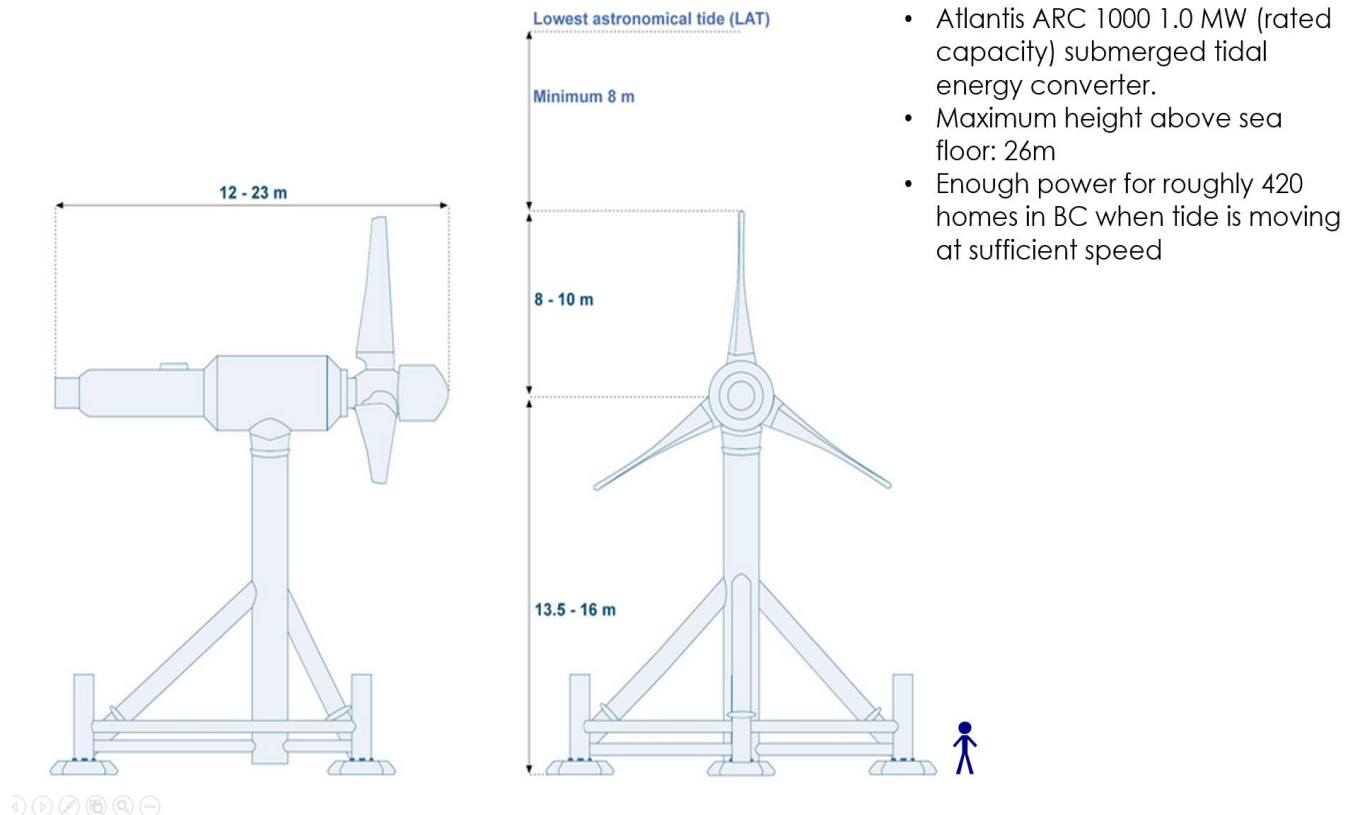 Lowest astronomical tide (LAT)
Minimum 8 m
12 - 23 m
8 - 10 m
13.5 - 16 m
• Atlantis ARC 1000 1.0 MW (rated
capacity) submerged tidal
energy converter.
• Maximum height above sea
floor: 26m
• Enough power for roughly 420
homes in BC when tide is moving
at sufficient speed